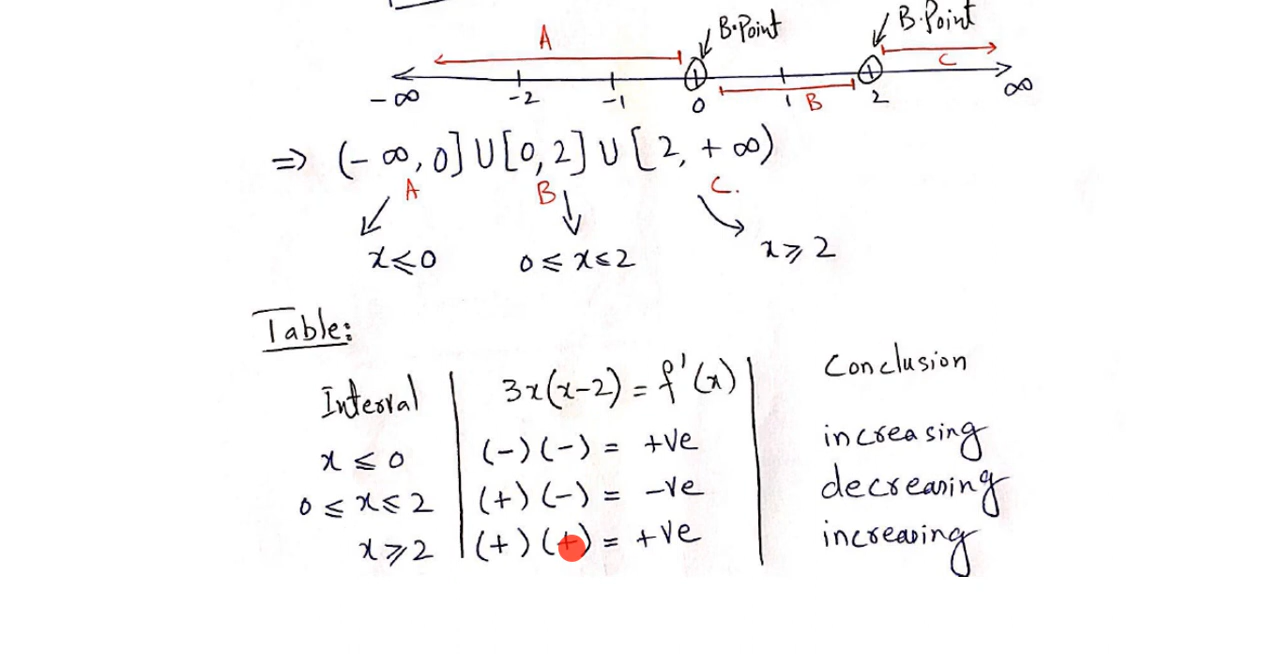 B.Point B.Point
A C
-∞ -2 -1 0 1 B 2 ∞
⇒ (-∞, 0] U [0, 2] U [2, +∞)
A B C.
x ⩽ 0 0 ⩽ x ⩽ 2 x ⩾ 2
Table:
Interval 3x(x-2) = f'(x) Conclusion
x ⩽ 0 (-)(-) = +ve increasing
0 ⩽ x ⩽ 2 (+)(-) = -ve decreasing
x ⩾ 2 (+)(+) = +ve increasing